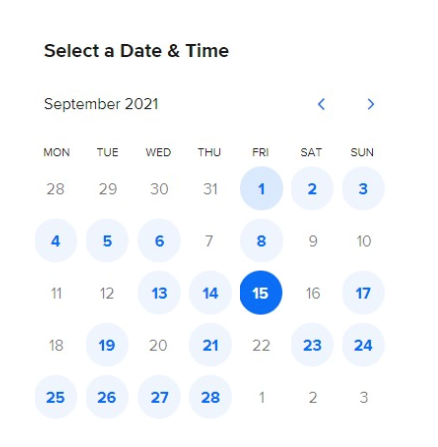 Select a Date & Time
September 2021
MON TUE WED THU FRI SAT SUN
28 29 30 31 1 2 3
4 5 6 7 8 9 10
11 12 13 14 15 16 17
18 19 20 21 22 23 24
25 26 27 28 1 2 3